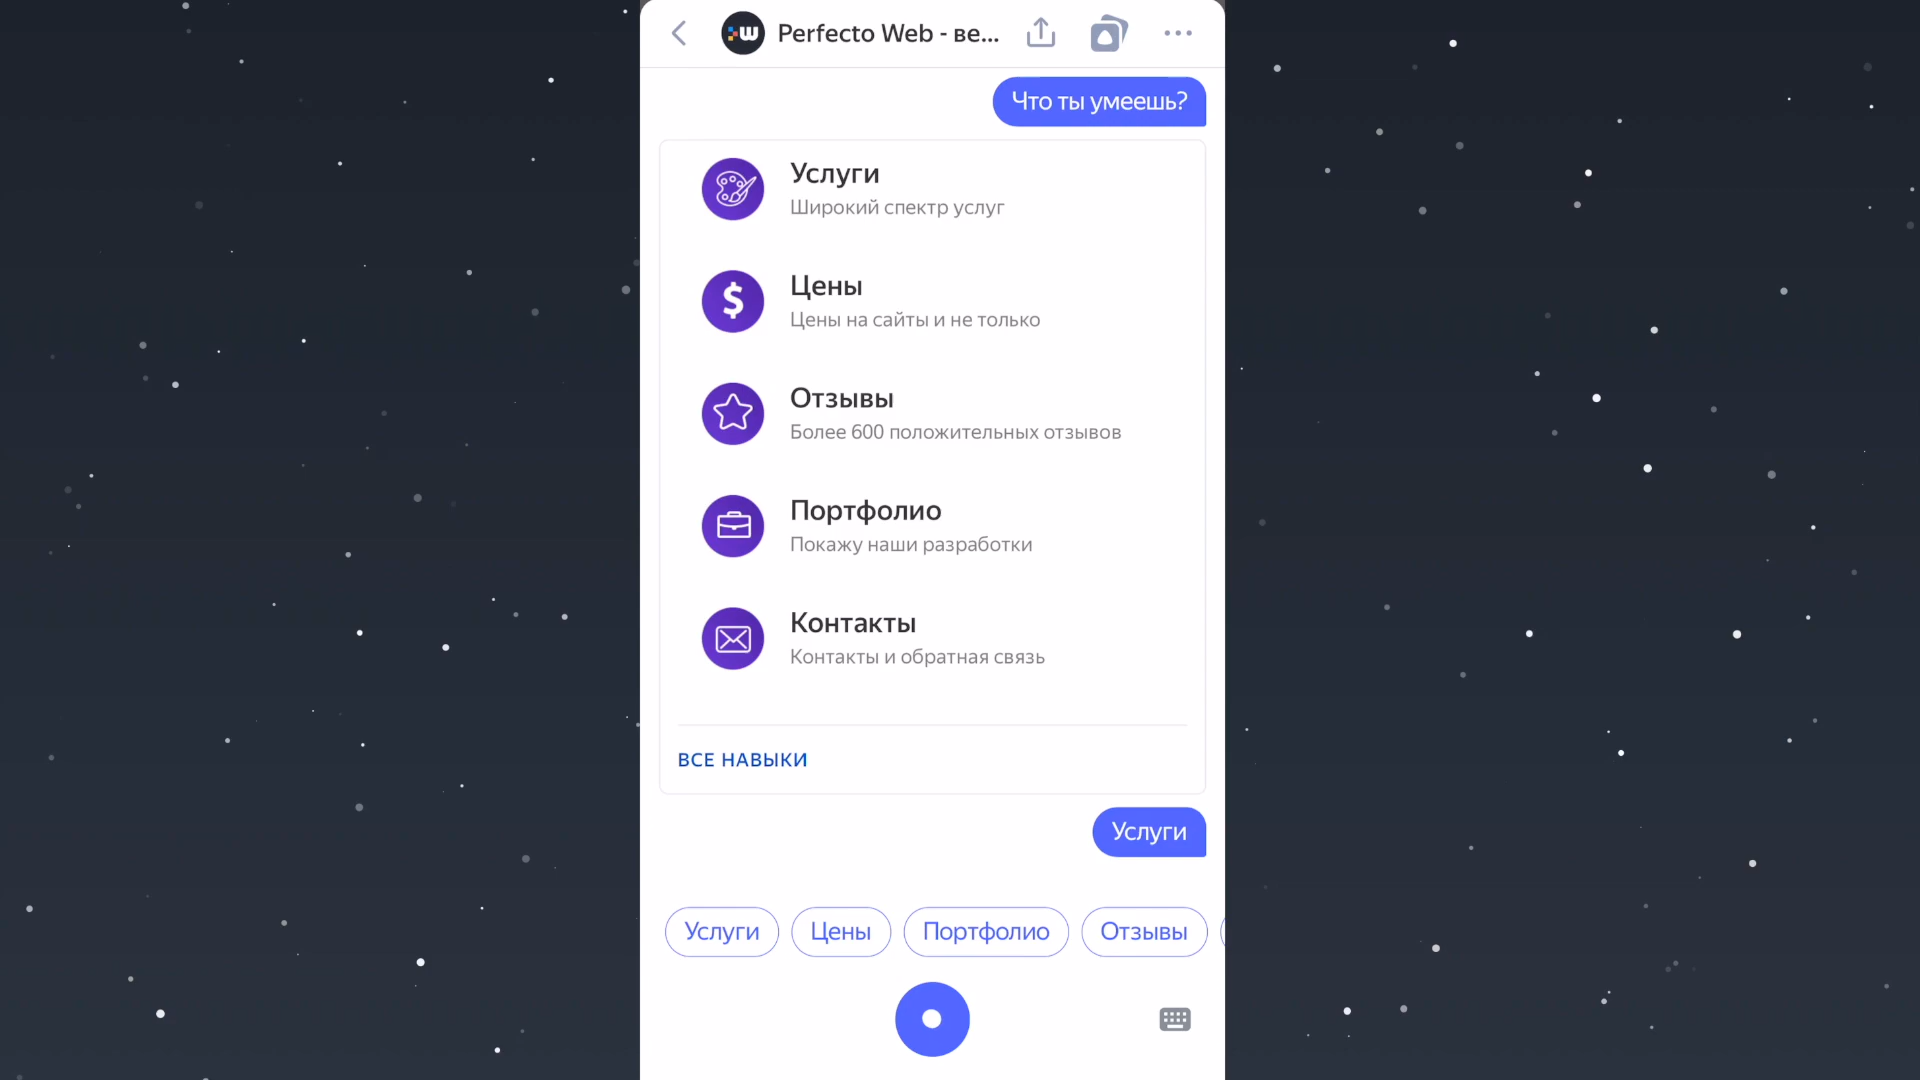 Perfecto Web - ве...
Что ты умеешь?
Услуги
Широкий спектр услуг
Цены
Цены на сайты и не только
Отзывы
Более 600 положительных отзывов
Портфолио
Покажу наши разработки
Контакты
Контакты и обратная связь
ВСЕ НАВЫКИ
Услуги
Услуги Цены Портфолио Отзывы